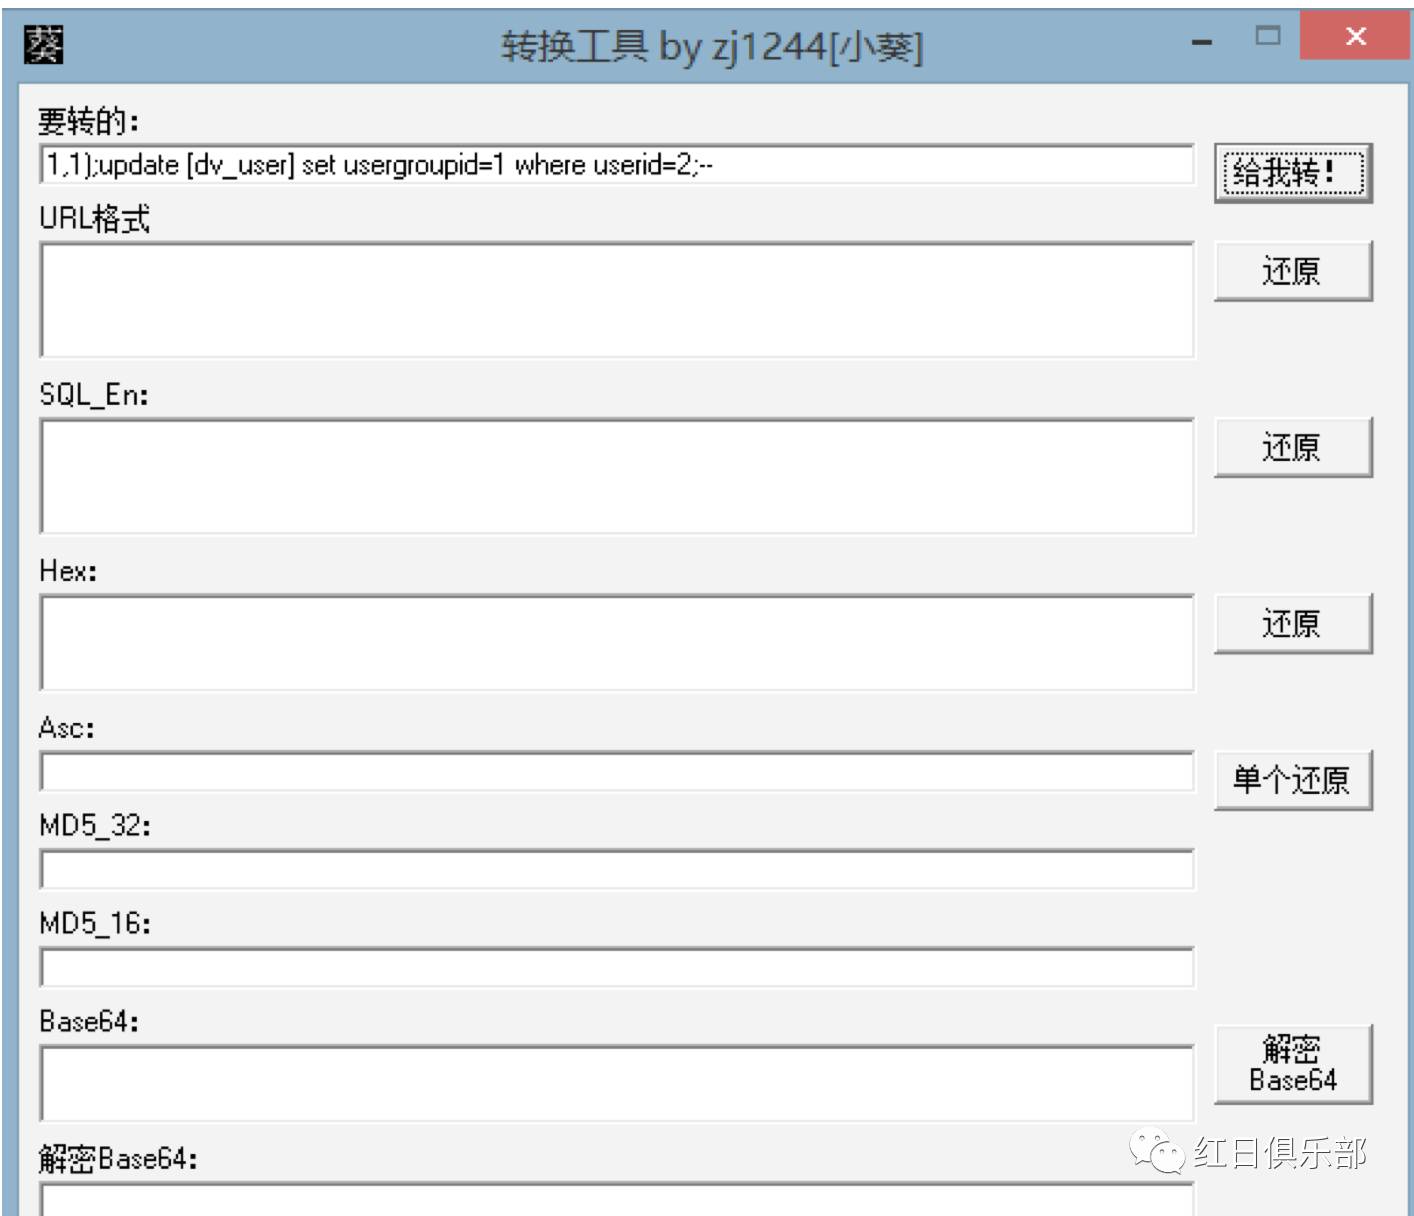 葵
转换工具 by zj1244[小葵]
要转的：
1,1);update [dv_user] set usergroupid=1 where userid=2;--
给我转！
URL格式
还原
SQL_En:
还原
Hex:
还原
Asc:
单个还原
MD5_32:
MD5_16:
Base64:
解密
Base64
解密Base64:
红日俱乐部